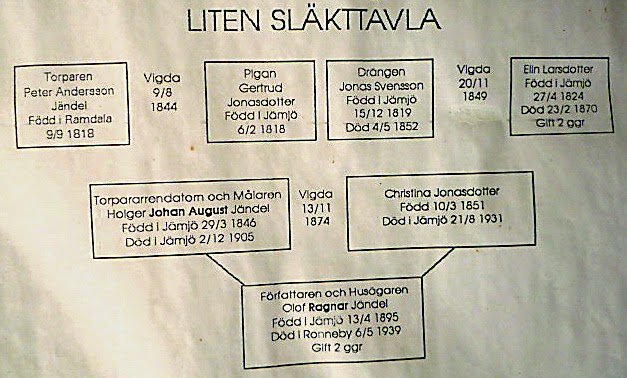 LITEN SLÄKTTAVLA
Torparen
Peter Andersson
Jändel
Född i Ramdala
9/9 1818
Vigda
9/8
1844
Pigan
Gertrud
Jonasdotter
Född i Jämjö
6/2 1818
Drängen
Jonas Svensson
Född i Jämjö
15/12 1819
Död 4/5 1852
Vigda
20/11
1849
Elin Larsdotter
Född i Jämjö
27/4 1824
Död 23/2 1870
Gift 2 ggr
Torpararrendatorn och Målaren
Holger Johan August Jändel
Född i Jämjö 29/3 1846
Död i Jämjö 2/12 1905
Vigda
13/11
1874
Christina Jonasdotter
Född 10/3 1851
Död i Jämjö 21/8 1931
Författaren och Husägaren
Olof Ragnar Jändel
Född i Jämjö 13/4 1895
Död i Ronneby 6/5 1939
Gift 2 ggr